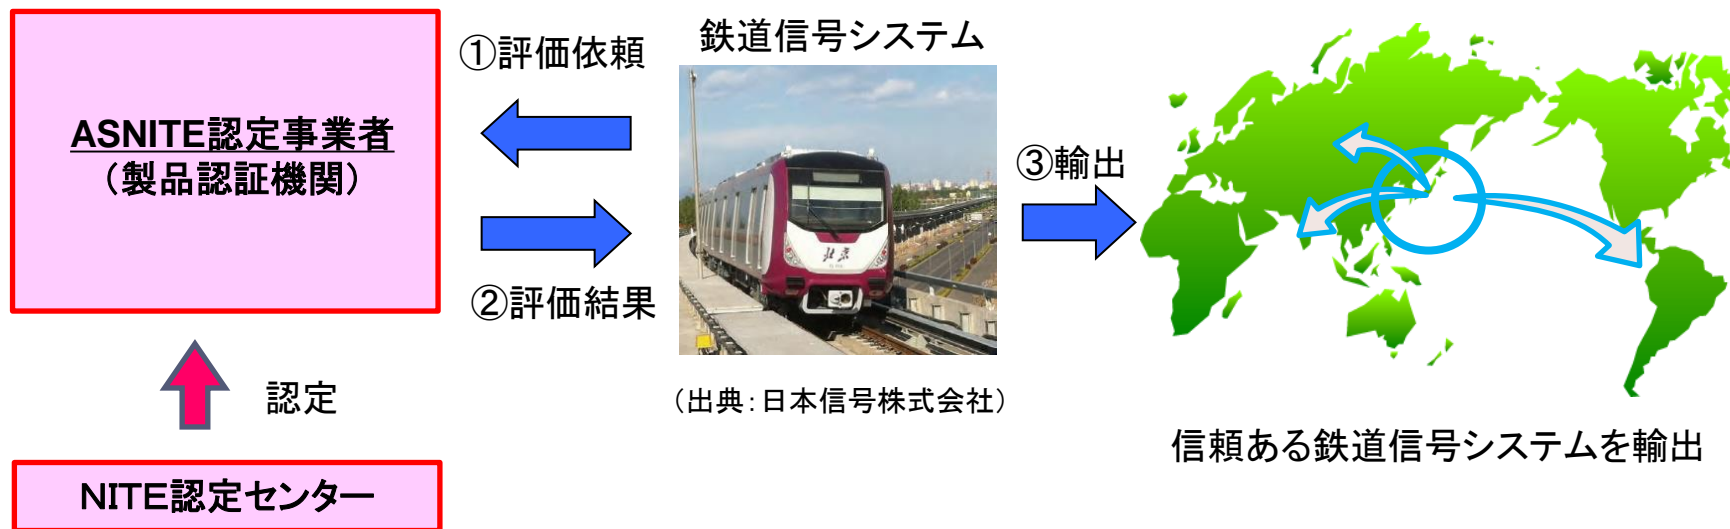 ASNITE認定事業者
（製品認証機関）
認定
NITE認定センター
①評価依頼
②評価結果
鉄道信号システム
北京
（出典：日本信号株式会社）
③輸出
信頼ある鉄道信号システムを輸出